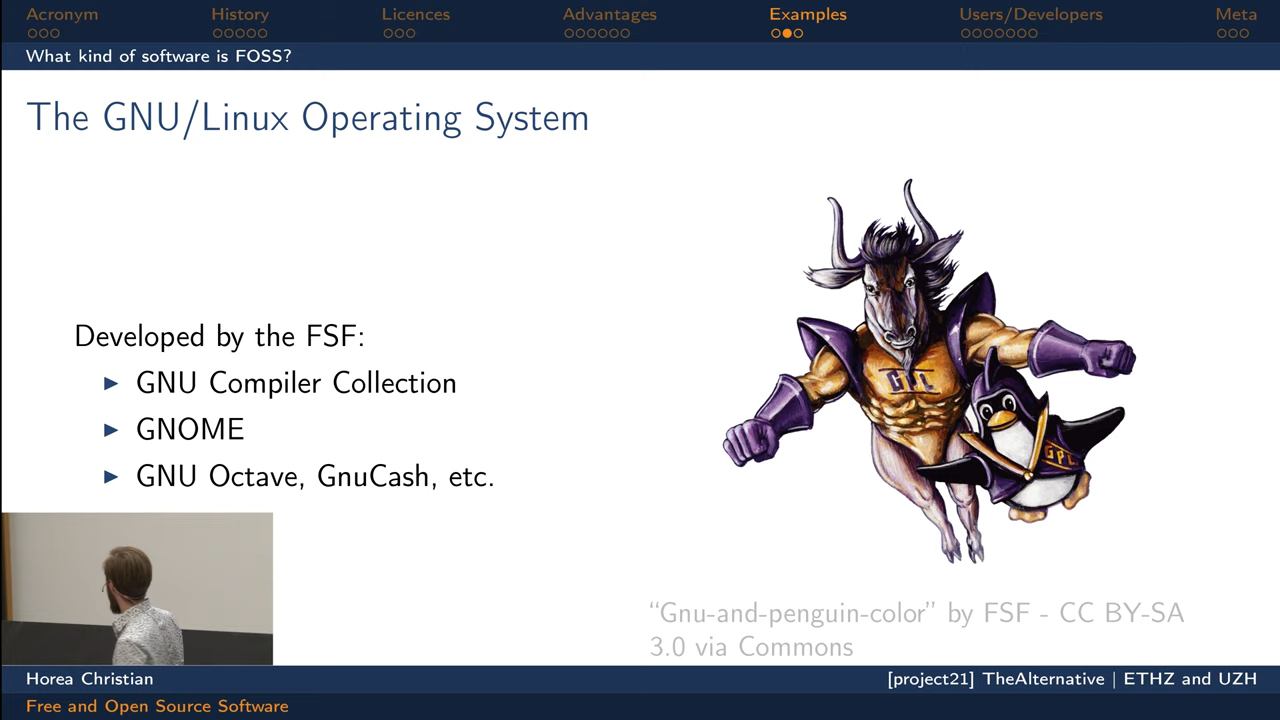 Acronym History Licences Advantages Examples Users/Developers Meta
What kind of software is FOSS?
The GNU/Linux Operating System
Developed by the FSF:
GNU Compiler Collection
GNOME
GNU Octave, GnuCash, etc.
GPL
GPL
“Gnu-and-penguin-color” by FSF - CC BY-SA
3.0 via Commons
Horea Christian [project21] TheAlternative | ETHZ and UZH
Free and Open Source Software